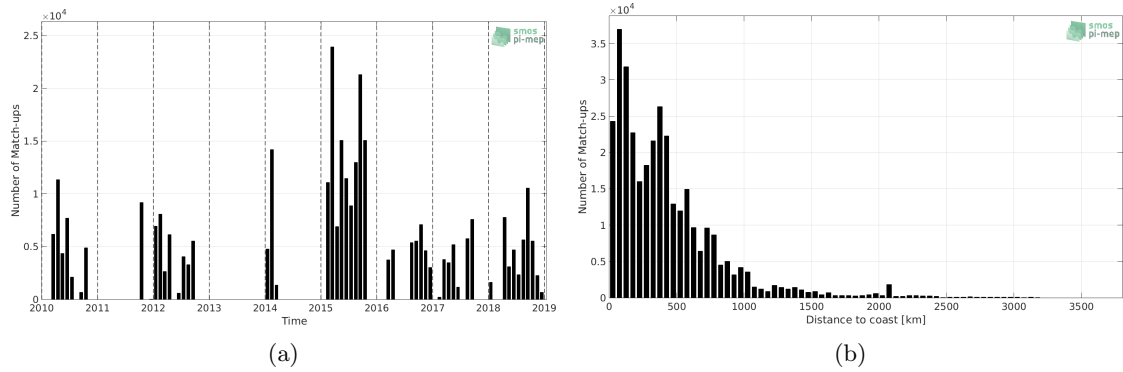 ×10⁴
2.5
2
1.5
1
0.5
0
Number of Match-ups
2010 2011 2012 2013 2014 2015 2016 2017 2018 2019
Time
smos
pi-mep
(a)
×10⁴
3.5
3
2.5
2
1.5
1
0.5
0
Number of Match-ups
0 500 1000 1500 2000 2500 3000 3500
Distance to coast [km]
smos
pi-mep
(b)